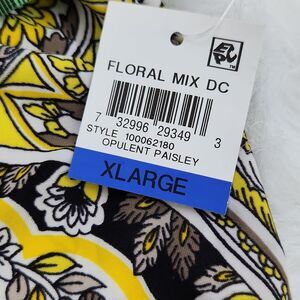 FLORAL MIX DC
7 32996 29349 3
STYLE 100062180
OPULENT PAISLEY
XLARGE